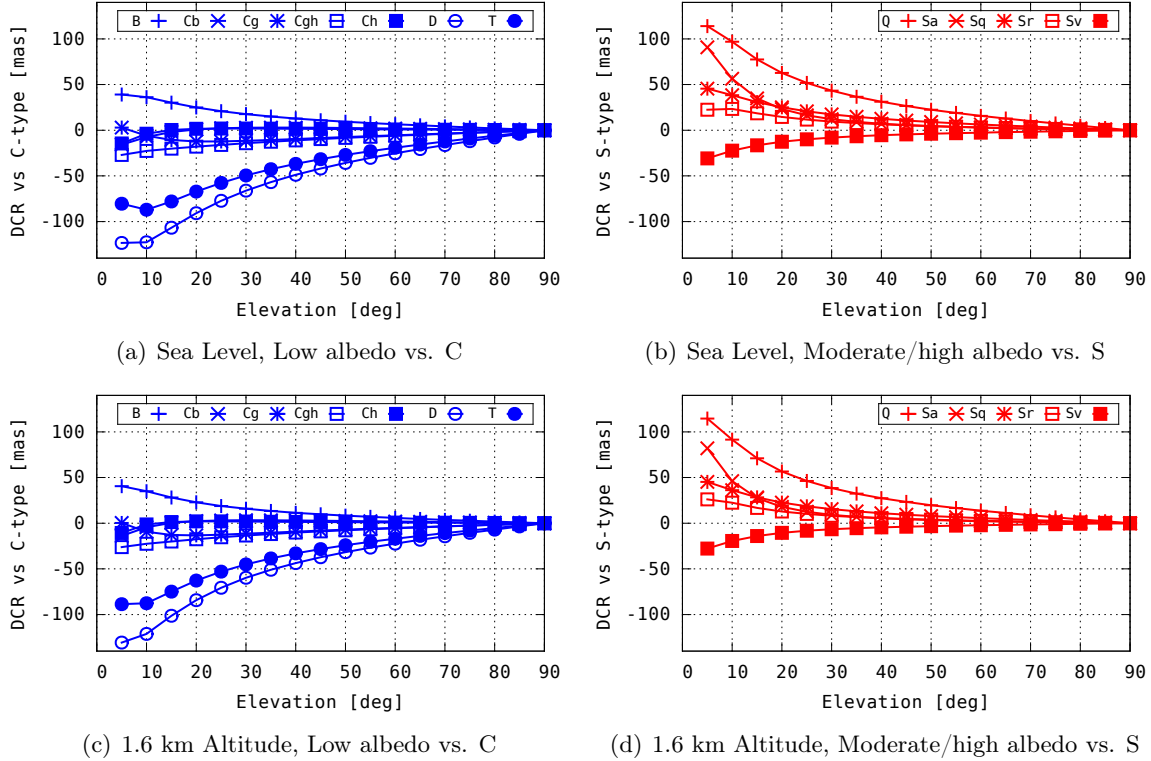 B Cb Cg Cgh Ch D T
100
50
0
-50
-100
DCR vs C-type [mas]
0 10 20 30 40 50 60 70 80 90
Elevation [deg]
(a) Sea Level, Low albedo vs. C
Q Sa Sq Sr Sv
100
50
0
-50
-100
DCR vs S-type [mas]
0 10 20 30 40 50 60 70 80 90
Elevation [deg]
(b) Sea Level, Moderate/high albedo vs. S
B Cb Cg Cgh Ch D T
100
50
0
-50
-100
DCR vs C-type [mas]
0 10 20 30 40 50 60 70 80 90
Elevation [deg]
(c) 1.6 km Altitude, Low albedo vs. C
Q Sa Sq Sr Sv
100
50
0
-50
-100
DCR vs S-type [mas]
0 10 20 30 40 50 60 70 80 90
Elevation [deg]
(d) 1.6 km Altitude, Moderate/high albedo vs. S